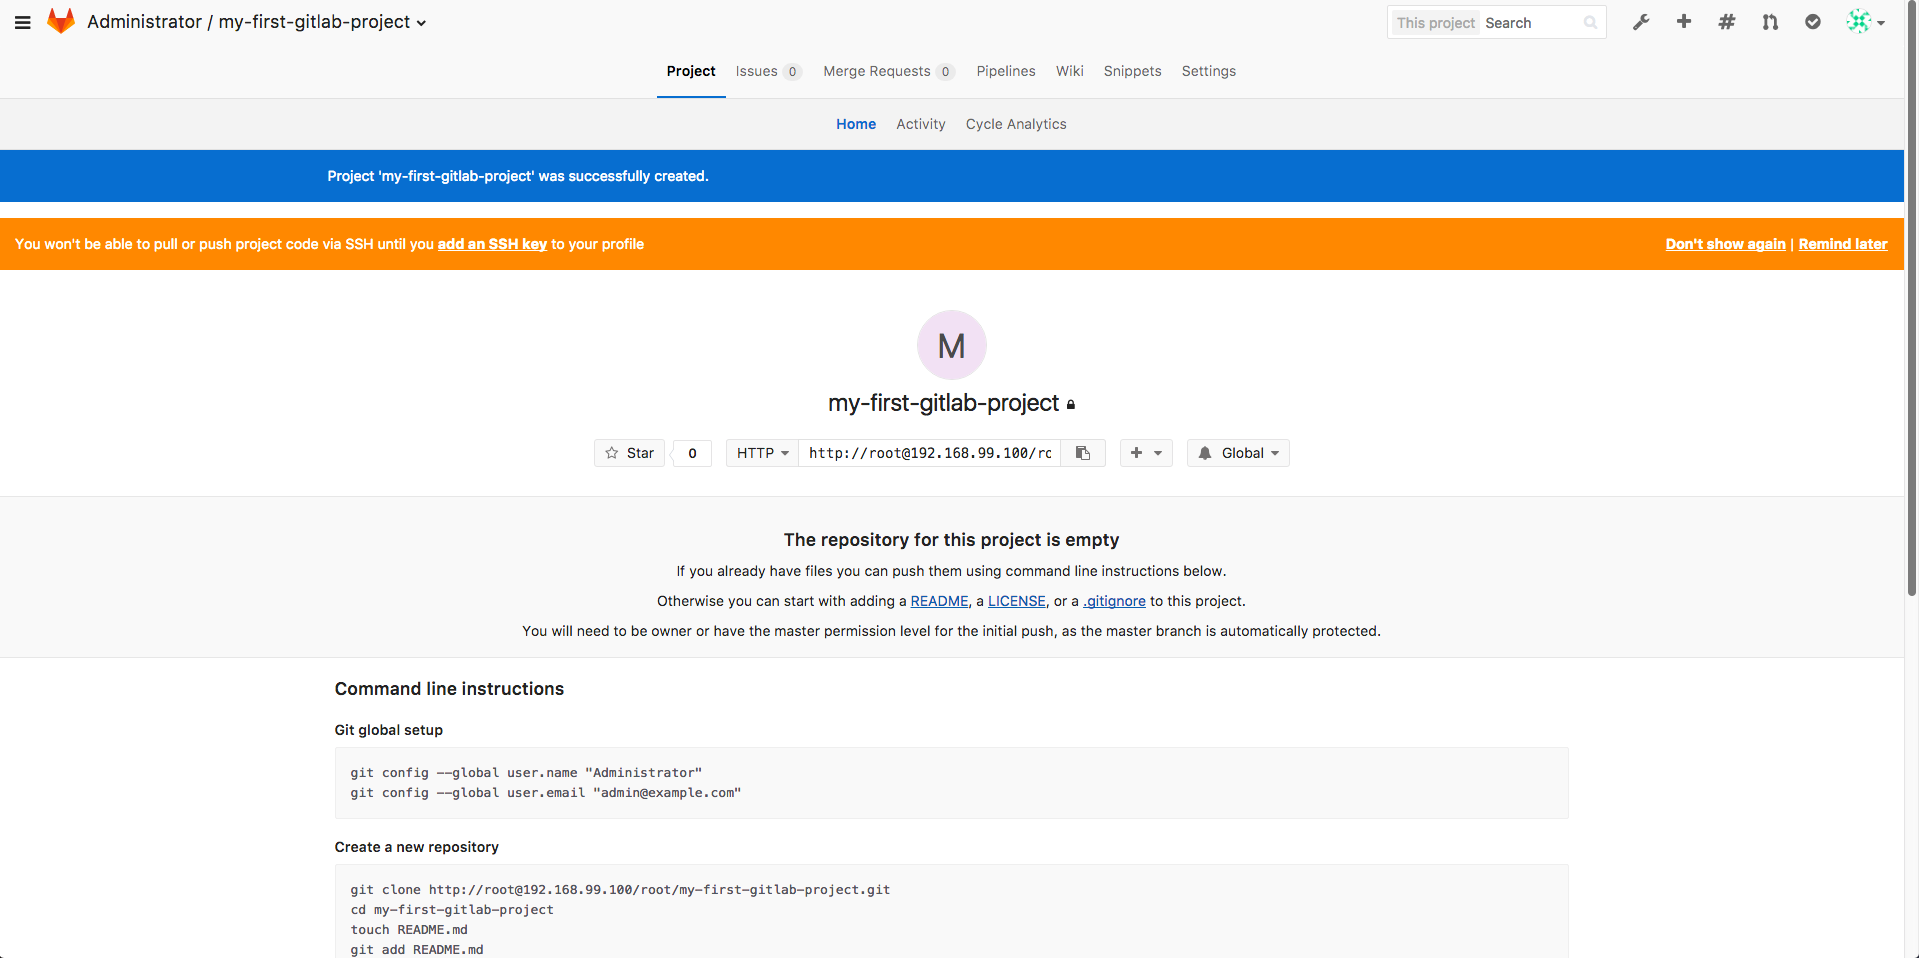 Administrator / my-first-gitlab-project
This project Search
Project Issues 0 Merge Requests 0 Pipelines Wiki Snippets Settings
Home Activity Cycle Analytics
Project 'my-first-gitlab-project' was successfully created.
You won't be able to pull or push project code via SSH until you add an SSH key to your profile Don't show again | Remind later
M
my-first-gitlab-project
Star 0 HTTP http://root@192.168.99.100/ro Global
The repository for this project is empty
If you already have files you can push them using command line instructions below.
Otherwise you can start with adding a README, a LICENSE, or a .gitignore to this project.
You will need to be owner or have the master permission level for the initial push, as the master branch is automatically protected.
Command line instructions
Git global setup
git config --global user.name "Administrator"
git config --global user.email "admin@example.com"
Create a new repository
git clone http://root@192.168.99.100/root/my-first-gitlab-project.git
cd my-first-gitlab-project
touch README.md
git add README.md